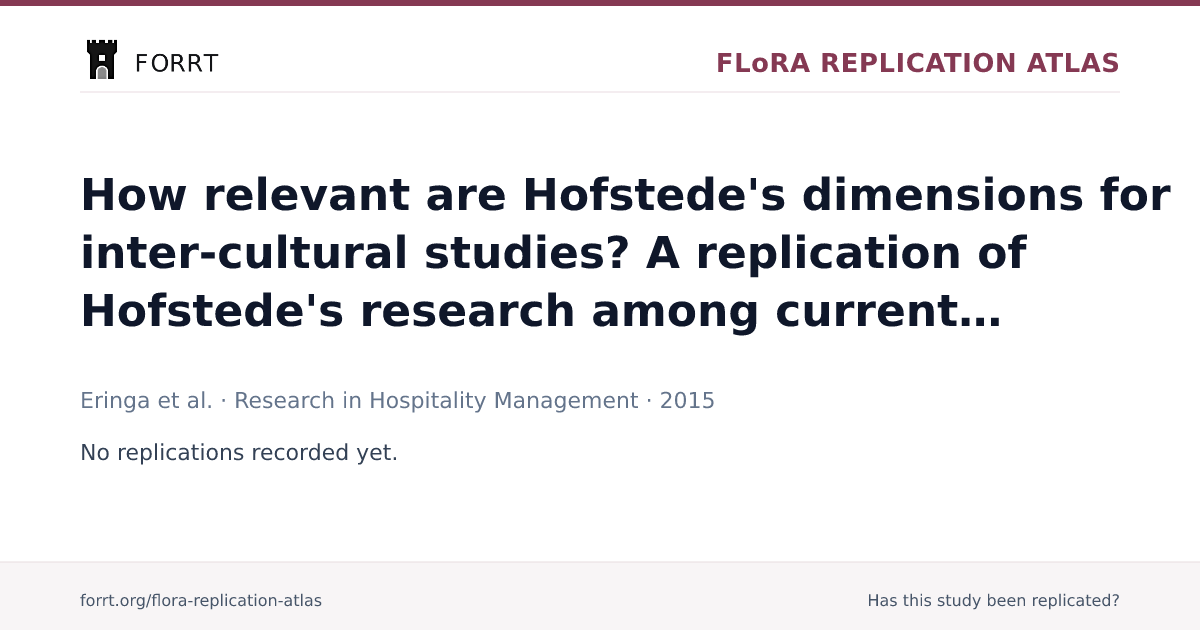 FORRT
FLoRA REPLICATION ATLAS
How relevant are Hofstede's dimensions for
inter-cultural studies? A replication of
Hofstede's research among current…
Eringa et al. · Research in Hospitality Management · 2015
No replications recorded yet.
forrt.org/flora-replication-atlas
Has this study been replicated?